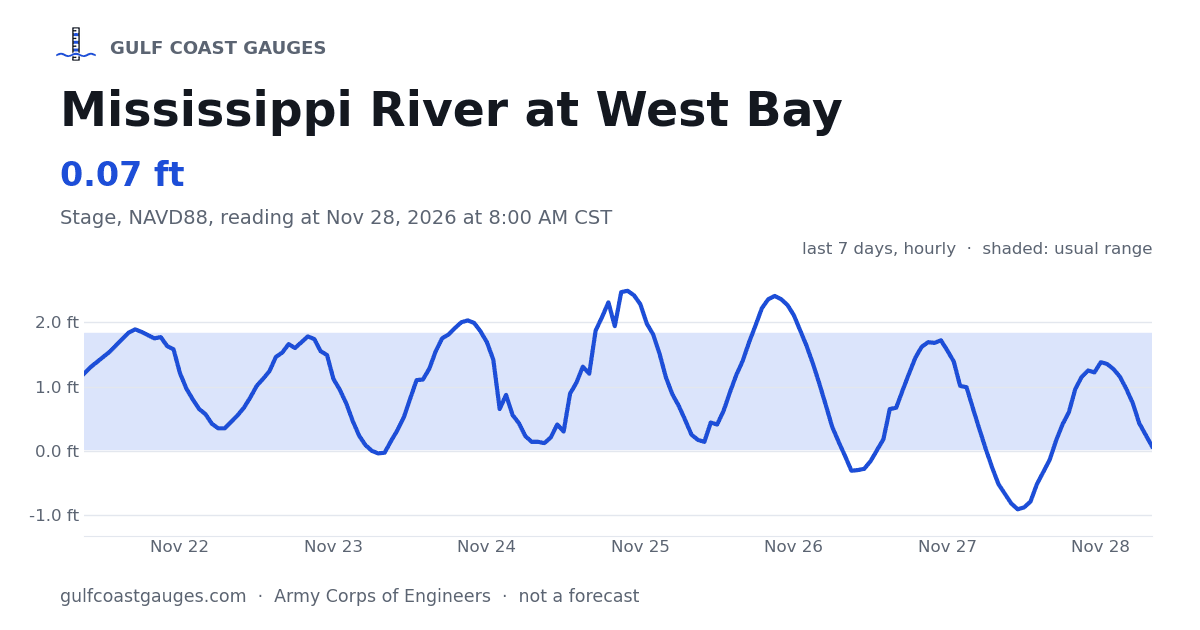 GULF COAST GAUGES
Mississippi River at West Bay
0.07 ft
Stage, NAVD88, reading at Nov 28, 2026 at 8:00 AM CST
last 7 days, hourly · shaded: usual range
2.0 ft
1.0 ft
0.0 ft
-1.0 ft
Nov 22 Nov 23 Nov 24 Nov 25 Nov 26 Nov 27 Nov 28
gulfcoastgauges.com · Army Corps of Engineers · not a forecast